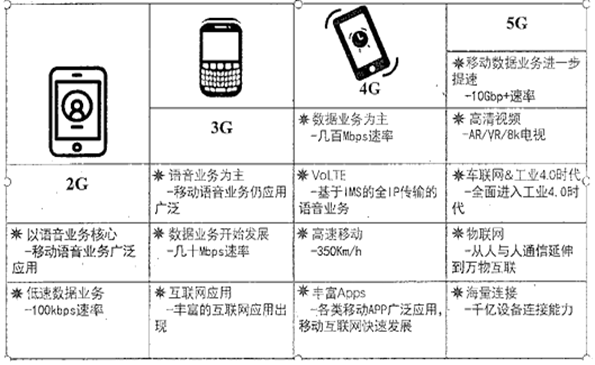 2G
✳以语音业务核心
-移动语音业务广泛
应用
✳低速数据业务
-100kbps速率
3G
✳语音业务为主
-移动语音业务仍应用
广泛
✳数据业务开始发展
-几十Mbps速率
✳互联网应用
-丰富的互联网应用出
现
4G
✳数据业务为主
-几百Mbps速率
✳VoLTE
-基于IMS的全IP传输的
语音业务
✳高速移动
-350Km/h
✳丰富Apps
-各类移动APP广泛应用,
移动互联网快速发展
5G
✳移动数据业务进一步
提速
-10Gbp+速率
✳高清视频
-AR/VR/8k电视
✳车联网&工业4.0时代
-全面进入工业4.0时
代
✳物联网
-从人与人通信延伸
到万物互联
✳海量连接
-千亿设备连接能力